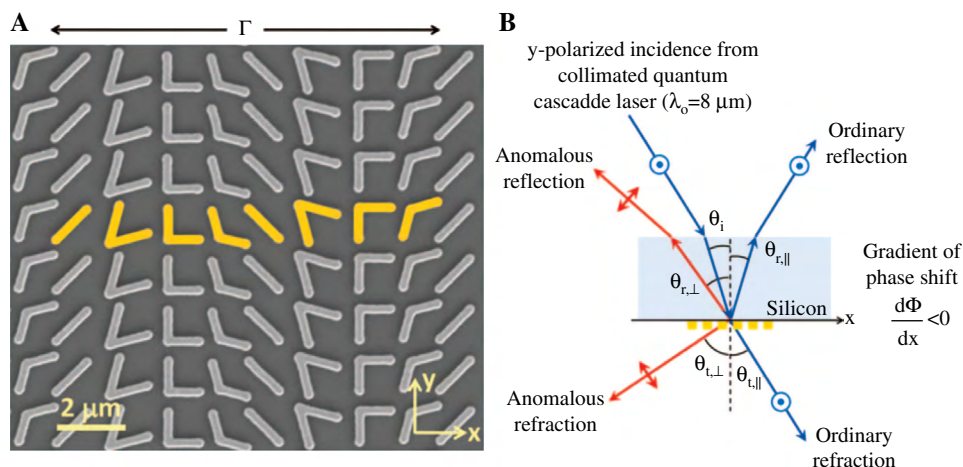 A
Γ
2 μm
y
x
B
y-polarized incidence from
collimated quantum
cascadde laser (λo=8 μm)
Ordinary
reflection
Anomalous
reflection
θi
θr,||
θr,⊥
Gradient of
phase shift
dΦ
dx
<0
Silicon
x
θt,⊥
θt,||
Anomalous
refraction
Ordinary
refraction